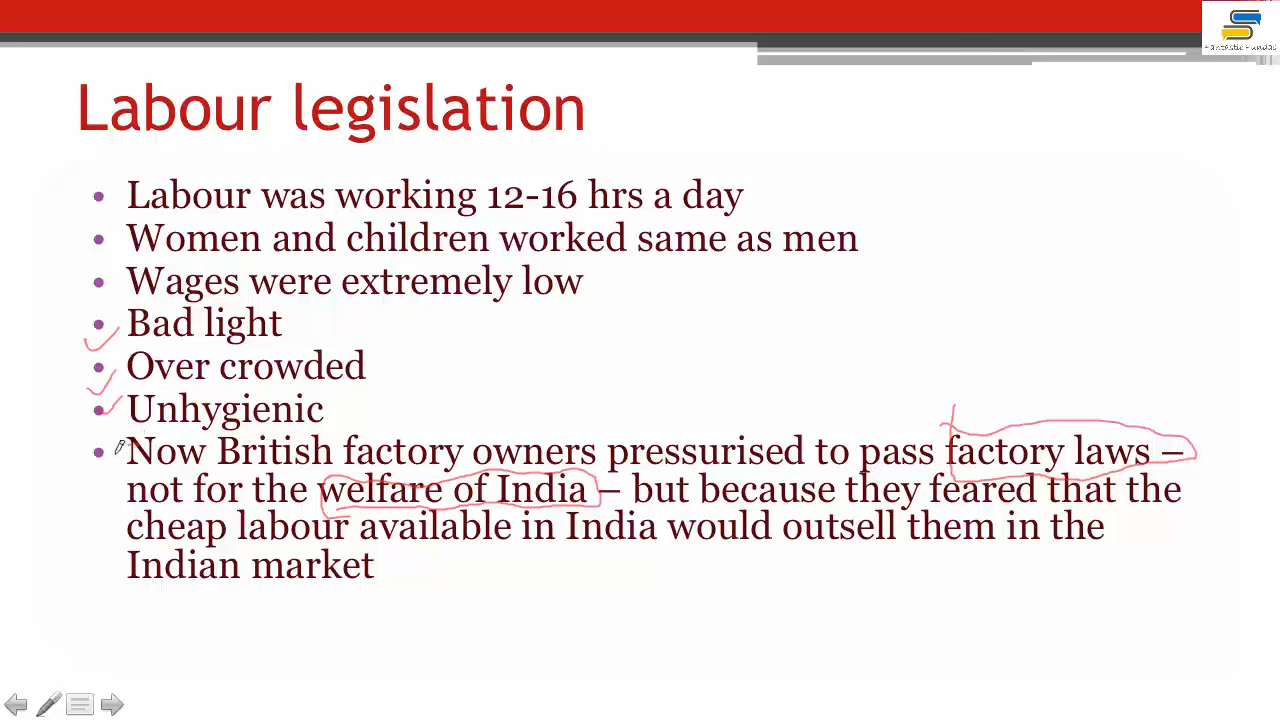 Fantastic Fundas
Labour legislation
• Labour was working 12-16 hrs a day
• Women and children worked same as men
• Wages were extremely low
• Bad light
• Over crowded
• Unhygienic
• Now British factory owners pressurised to pass factory laws –
not for the welfare of India – but because they feared that the
cheap labour available in India would outsell them in the
Indian market